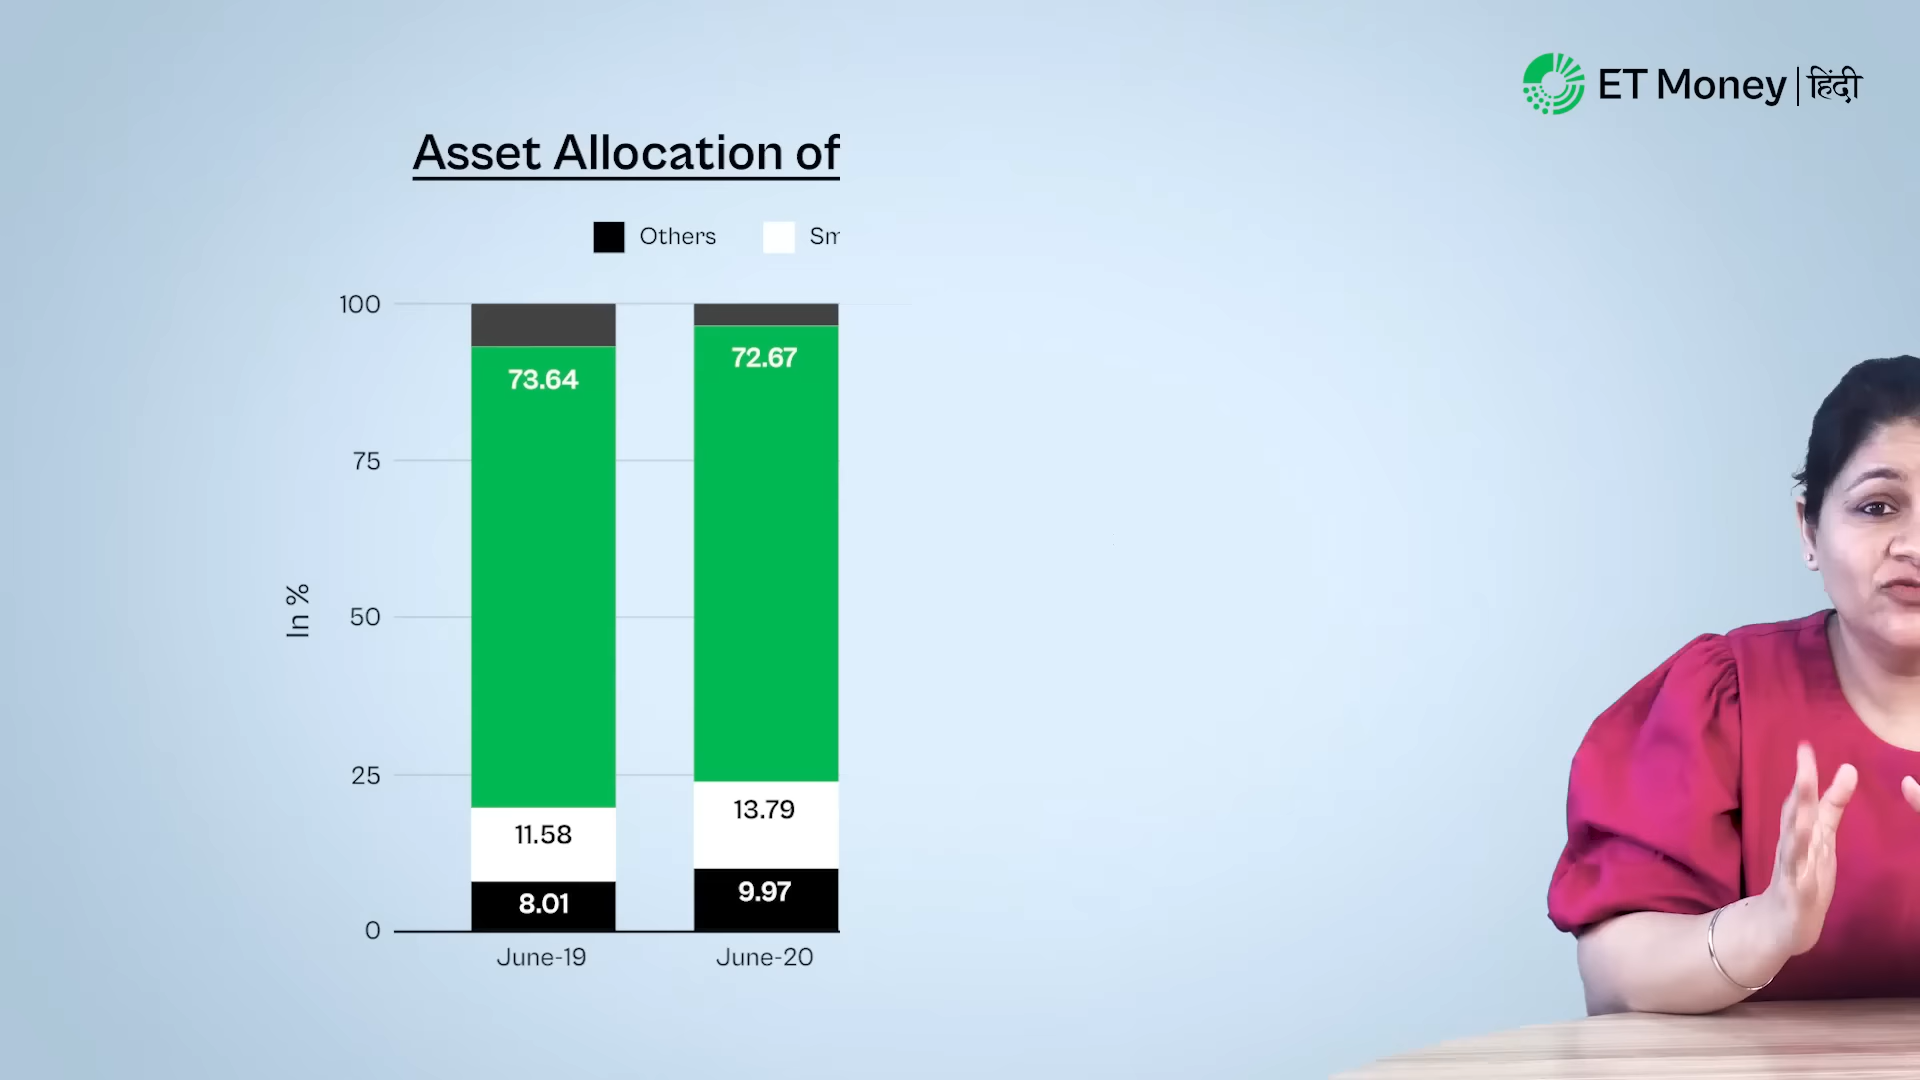 ET Money | हिंदी
Asset Allocation of
Others
100
73.64
72.67
75
In %
50
25
11.58
13.79
8.01
9.97
0
June-19
June-20